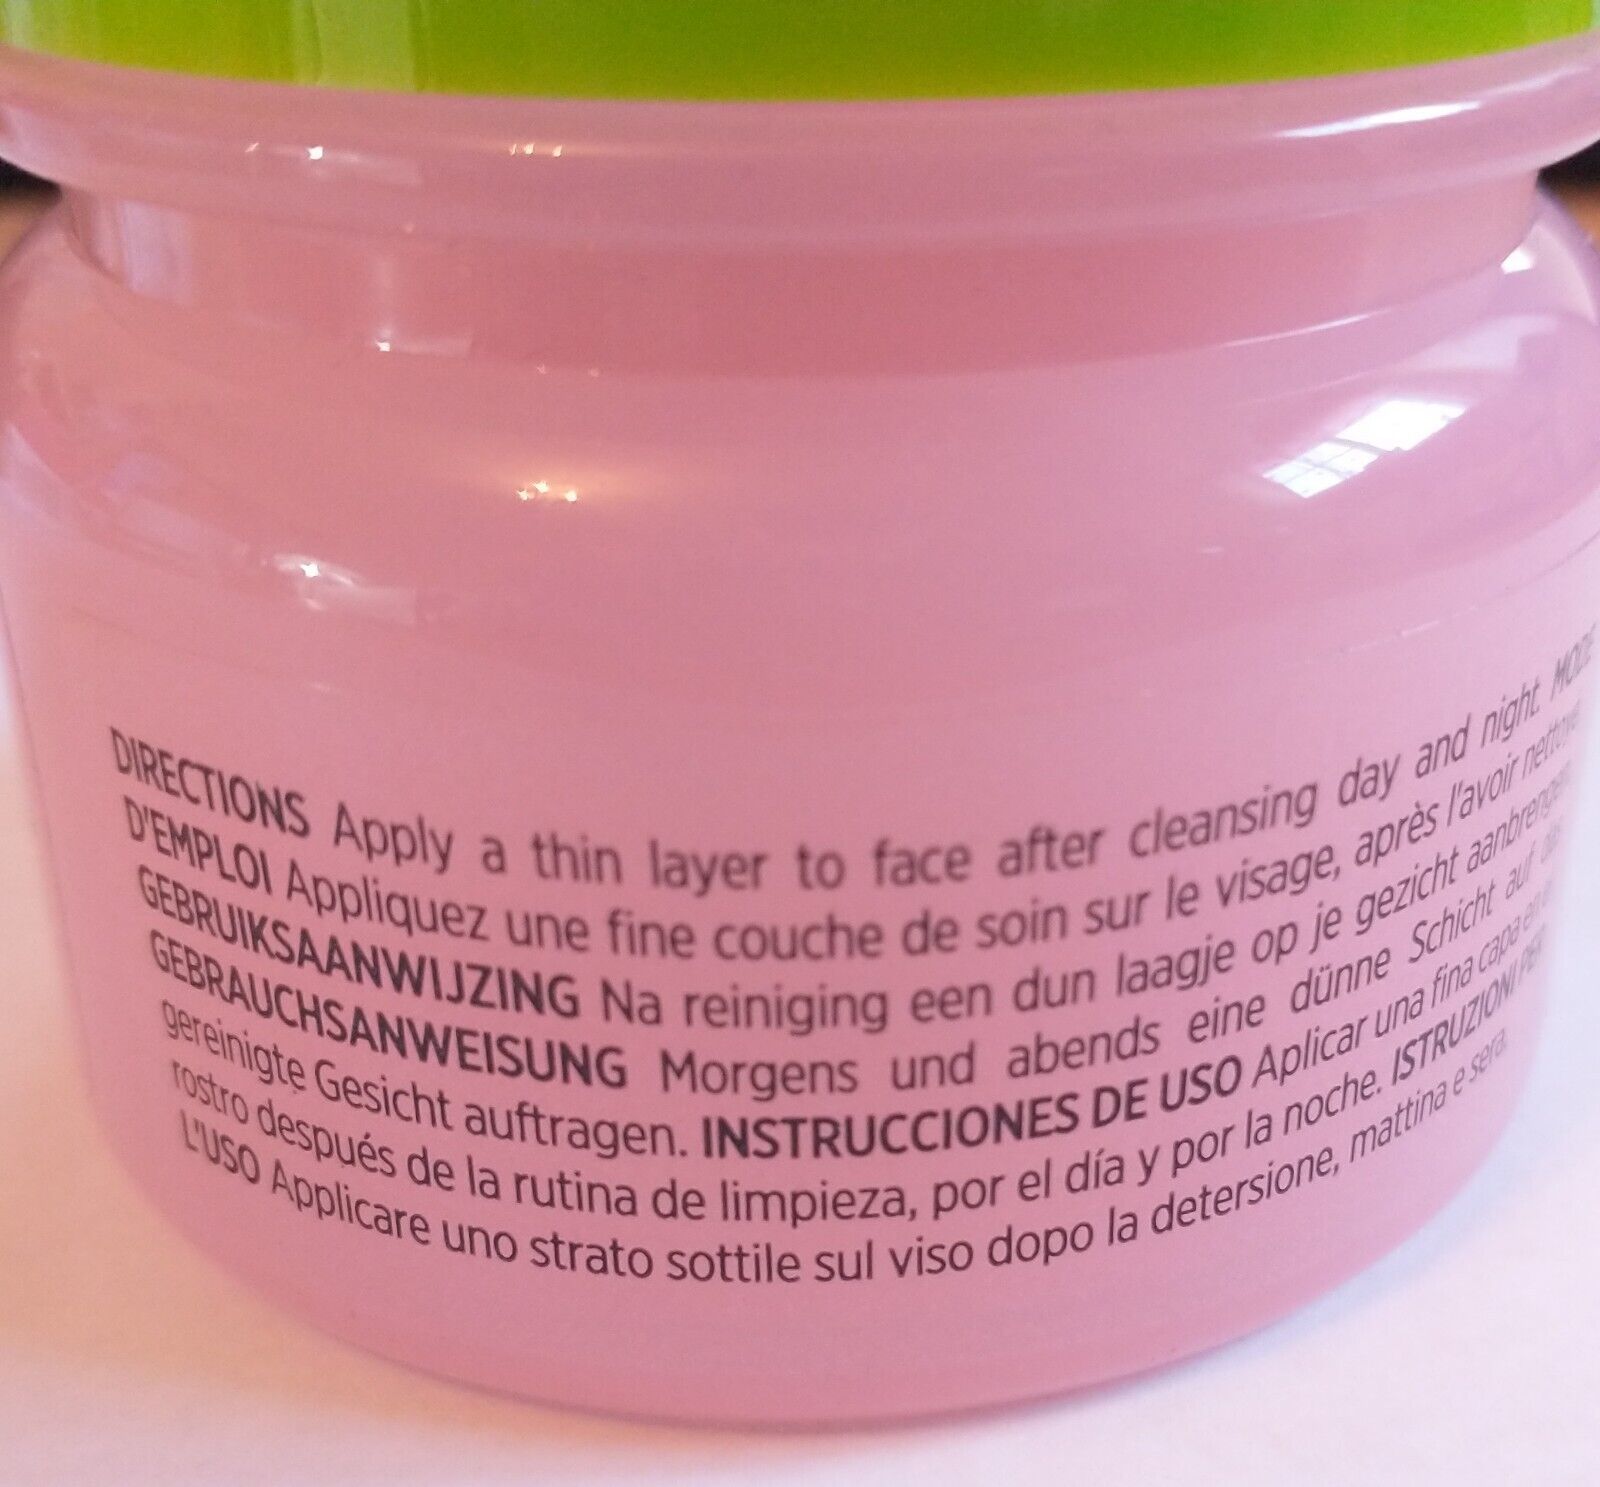 DIRECTIONS Apply a thin layer to face after cleansing day and night. MODE
D'EMPLOI Appliquez une fine couche de soin sur le visage, après l'avoir nettoyé.
GEBRUIKSAANWIJZING Na reiniging een dun laagje op je gezicht aanbrengen.
GEBRAUCHSANWEISUNG Morgens und abends eine dünne Schicht auf das
gereinigte Gesicht auftragen. INSTRUCCIONES DE USO Aplicar una fina capa en el
rostro después de la rutina de limpieza, por el día y por la noche. ISTRUZIONI PER
L'USO Applicare uno strato sottile sul viso dopo la detersione, mattina e sera.